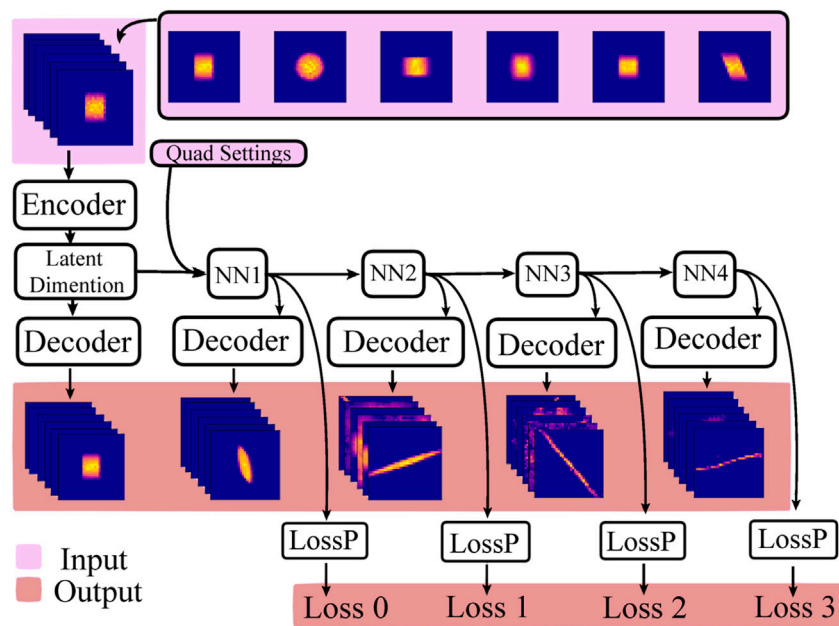 Quad Settings
Encoder
Latent
Dimention
NN1
NN2
NN3
NN4
Decoder
Decoder
Decoder
Decoder
Decoder
LossP
LossP
LossP
LossP
Input
Output
Loss 0
Loss 1
Loss 2
Loss 3